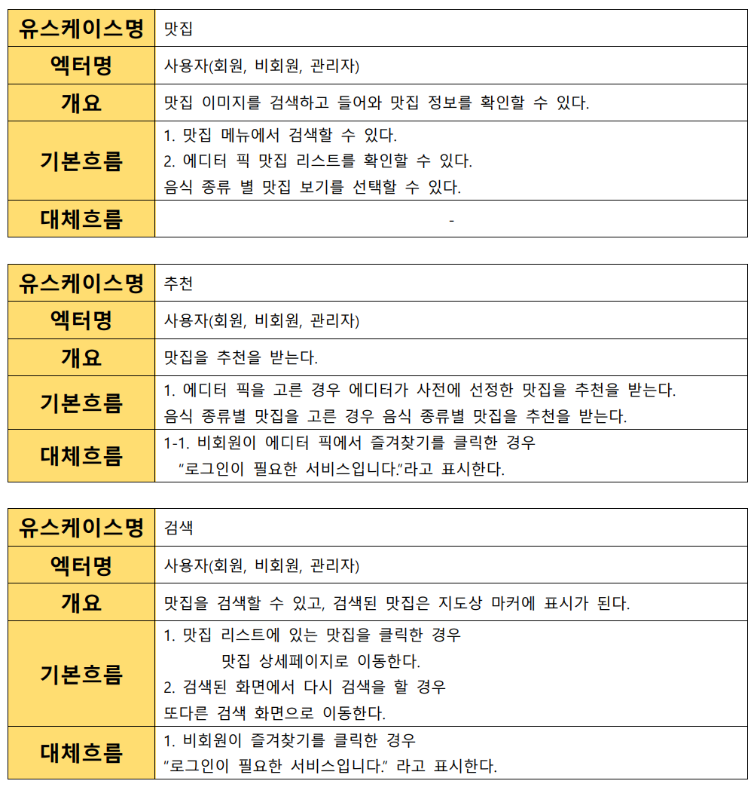 유스케이스명 맛집
엑터명 사용자(회원, 비회원, 관리자)
개요 맛집 이미지를 검색하고 들어와 맛집 정보를 확인할 수 있다.
기본흐름 1. 맛집 메뉴에서 검색할 수 있다.
2. 에디터 픽 맛집 리스트를 확인할 수 있다.
음식 종류 별 맛집 보기를 선택할 수 있다.
대체흐름 -
유스케이스명 추천
엑터명 사용자(회원, 비회원, 관리자)
개요 맛집을 추천을 받는다.
기본흐름 1. 에디터 픽을 고른 경우 에디터가 사전에 선정한 맛집을 추천을 받는다.
음식 종류별 맛집을 고른 경우 음식 종류별 맛집을 추천을 받는다.
대체흐름 1-1. 비회원이 에디터 픽에서 즐겨찾기를 클릭한 경우
"로그인이 필요한 서비스입니다."라고 표시한다.
유스케이스명 검색
엑터명 사용자(회원, 비회원, 관리자)
개요 맛집을 검색할 수 있고, 검색된 맛집은 지도상 마커에 표시가 된다.
기본흐름 1. 맛집 리스트에 있는 맛집을 클릭한 경우
맛집 상세페이지로 이동한다.
2. 검색된 화면에서 다시 검색을 할 경우
또다른 검색 화면으로 이동한다.
대체흐름 1. 비회원이 즐겨찾기를 클릭한 경우
"로그인이 필요한 서비스입니다." 라고 표시한다.